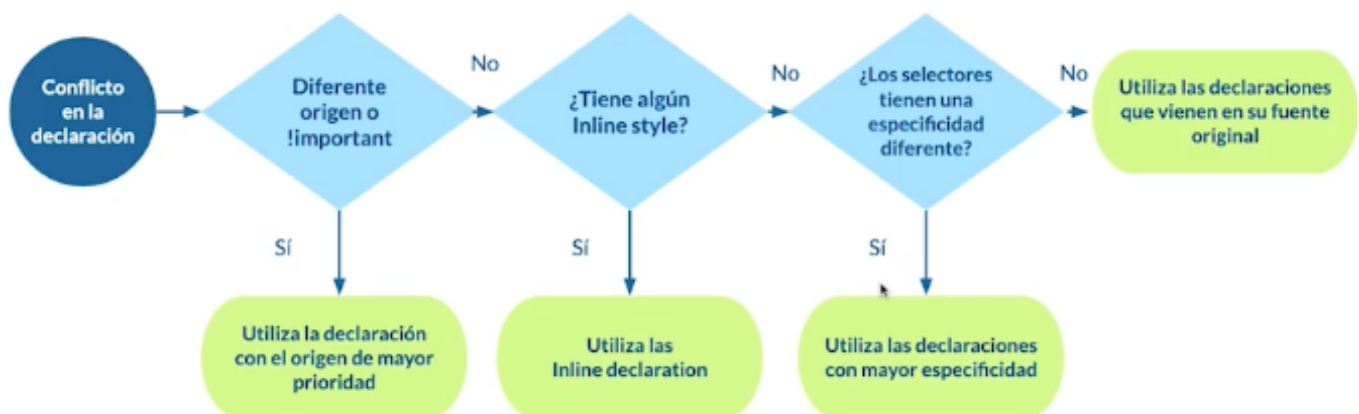 Conflicto
en la
declaración
Diferente
origen o
!important
No
¿Tiene algún
Inline style?
No
¿Los selectores
tienen una
especificidad
diferente?
No
Utiliza las declaraciones
que vienen en su fuente
original
Sí
Sí
Sí
Utiliza la declaración
con el origen de mayor
prioridad
Utiliza las
Inline declaration
Utiliza las declaraciones
con mayor especificidad